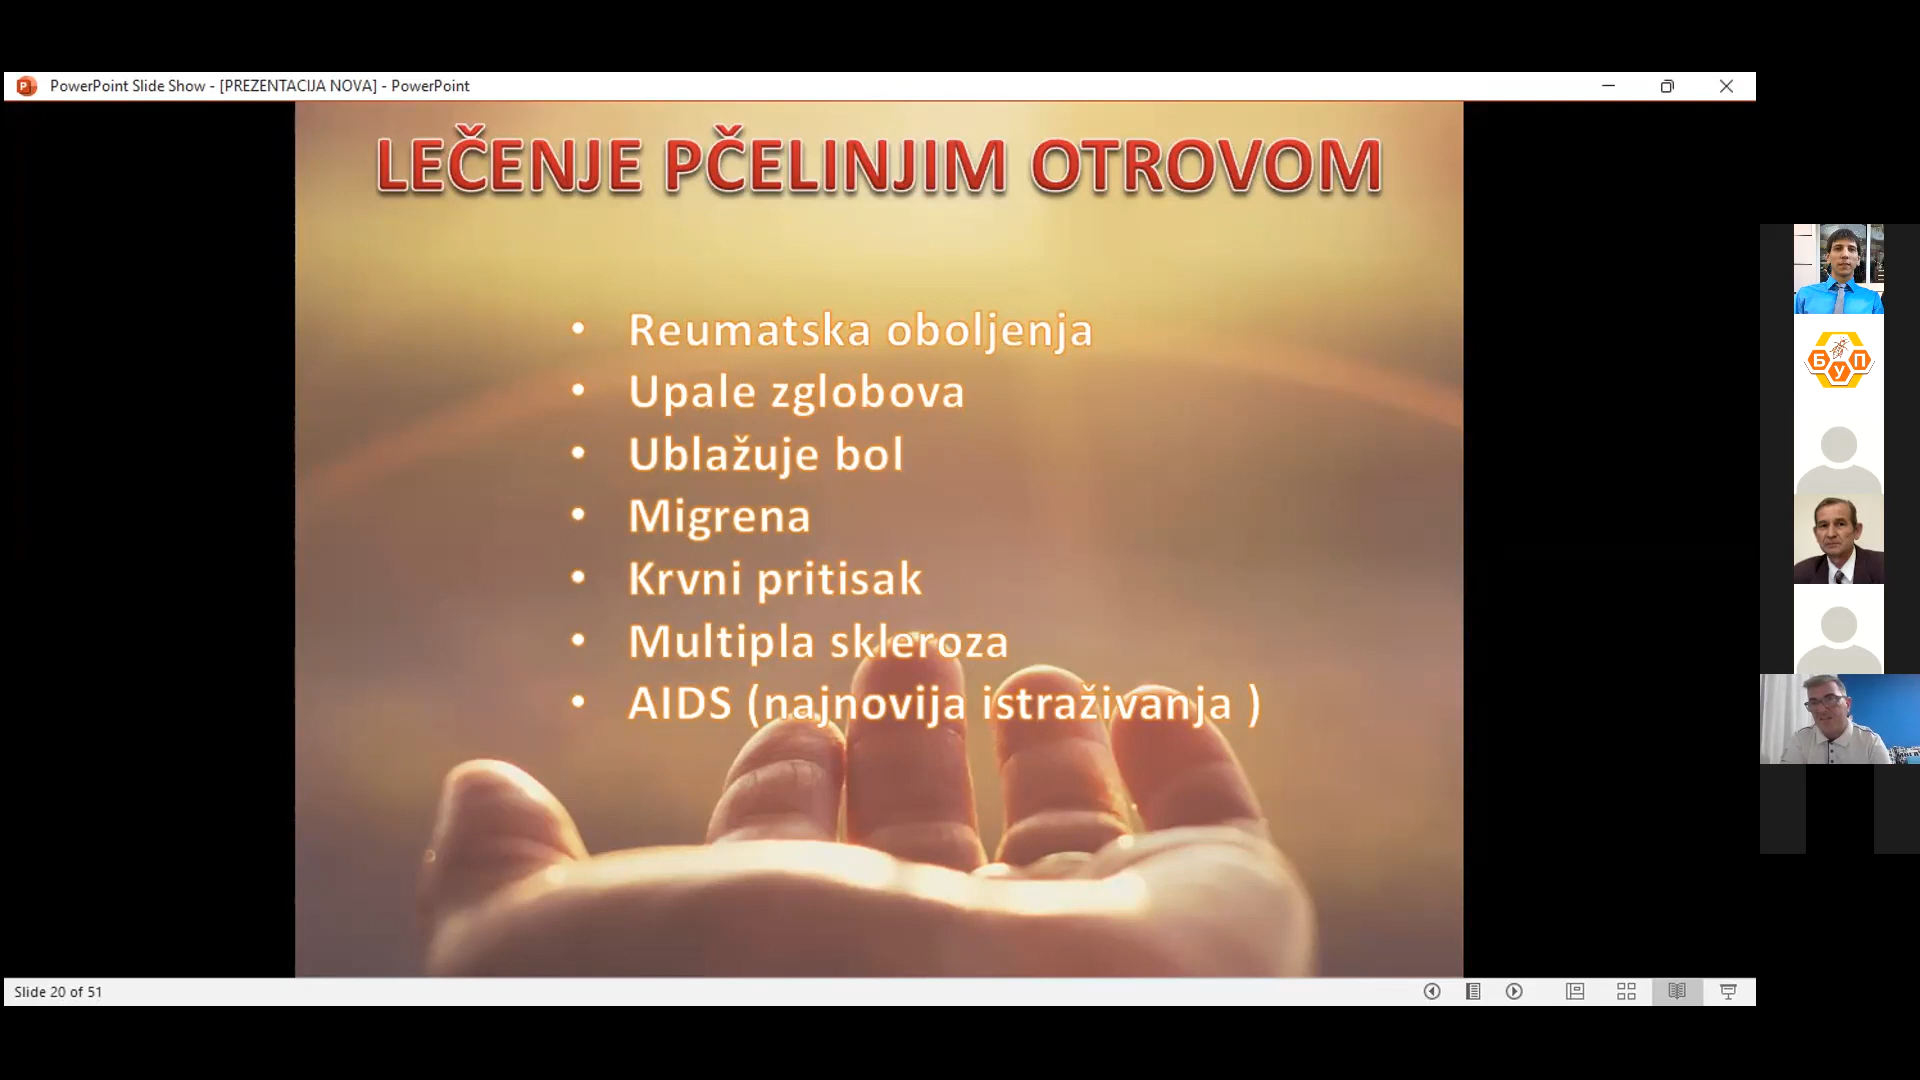 PowerPoint Slide Show - [PREZENTACIJA NOVA] - PowerPoint
LEČENJE PČELINJIM OTROVOM
• Reumatska oboljenja
• Upale zglobova
• Ublažuje bol
• Migrena
• Krvni pritisak
• Multipla skleroza
• AIDS (najnovija istraživanja )
БУП
Slide 20 of 51